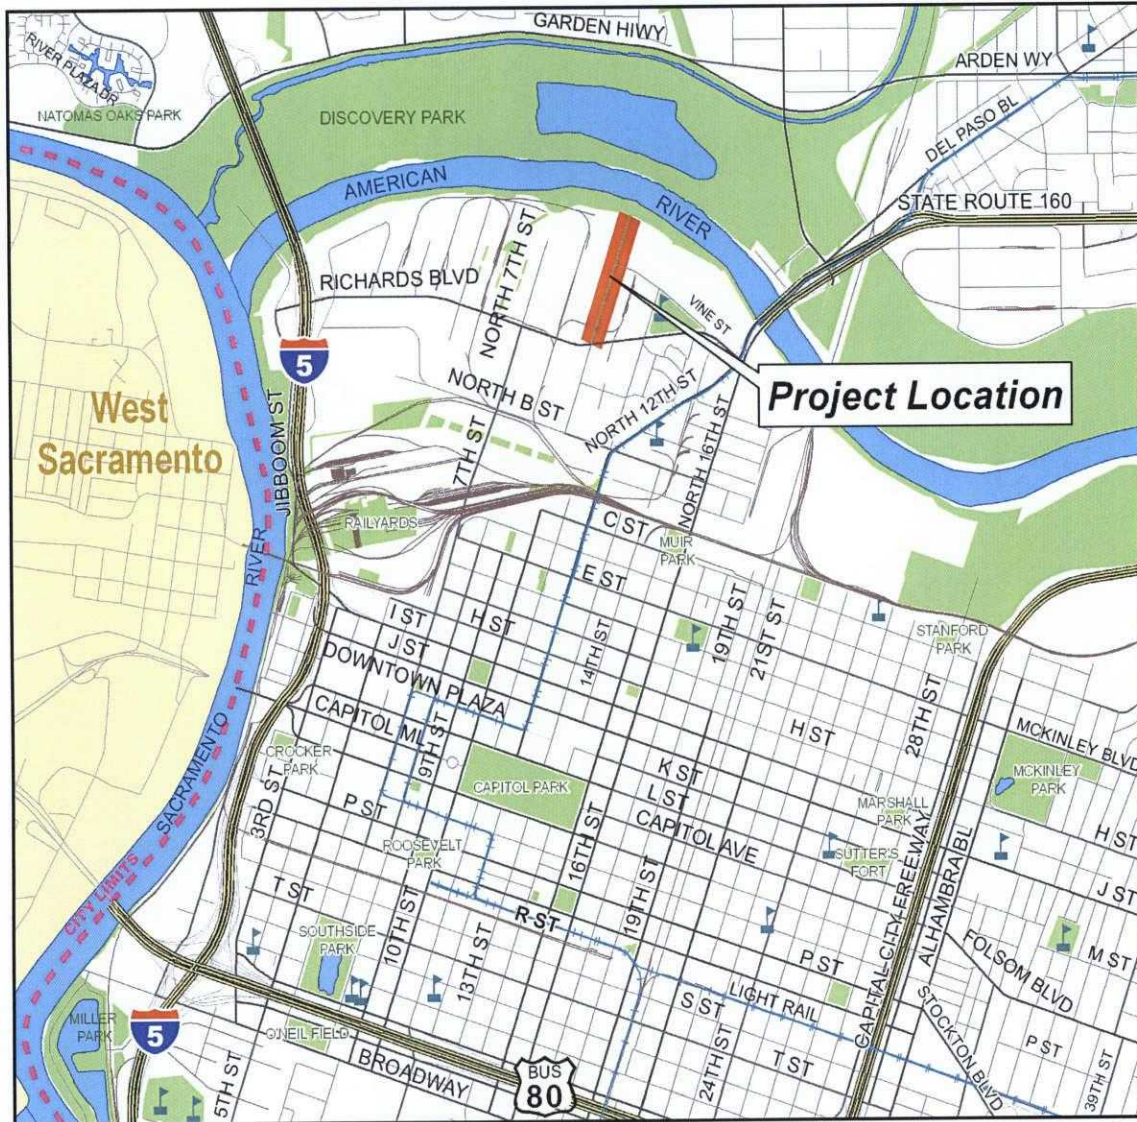 GARDEN HIWY
RIVER PLAZA DR
ARDEN WY
NATOMAS OAKS PARK
DISCOVERY PARK
DEL PASO BL
AMERICAN
RIVER
STATE ROUTE 160
NORTH 7TH ST
RICHARDS BLVD
VINE ST
5
Project Location
West
Sacramento
NORTH B ST
NORTH 12TH ST
JIBBOOM ST
7TH ST
NORTH 16TH ST
RAILYARDS
C ST
MUIR
PARK
RIVER
E ST
19TH ST
21ST ST
I ST
H ST
14TH ST
STANFORD
PARK
J ST
DOWNTOWN PLAZA
CAPITOL ML
9TH ST
H ST
28TH ST
MCKINLEY BLVD
SACRAMENTO
CROCKER
PARK
CAPITOL PARK
K ST
MCKINLEY
PARK
L ST
3RD ST
P ST
CAPITOL AVE
MARSHALL
PARK
H ST
ROOSEVELT
PARK
16TH ST
SUTTER'S
FORT
CITY LIMITS
T ST
19TH ST
J ST
R ST
ALHAMBRA BL
SOUTHSIDE
PARK
10TH ST
13TH ST
P ST
CAPITAL CITY FREEWAY
FOLSOM BLVD
M ST
LIGHT RAIL
S ST
MILLER
PARK
5
O'NEIL FIELD
STOCKTON BLVD
P ST
5TH ST
BROADWAY
BUS
80
24TH ST
T ST
39TH ST